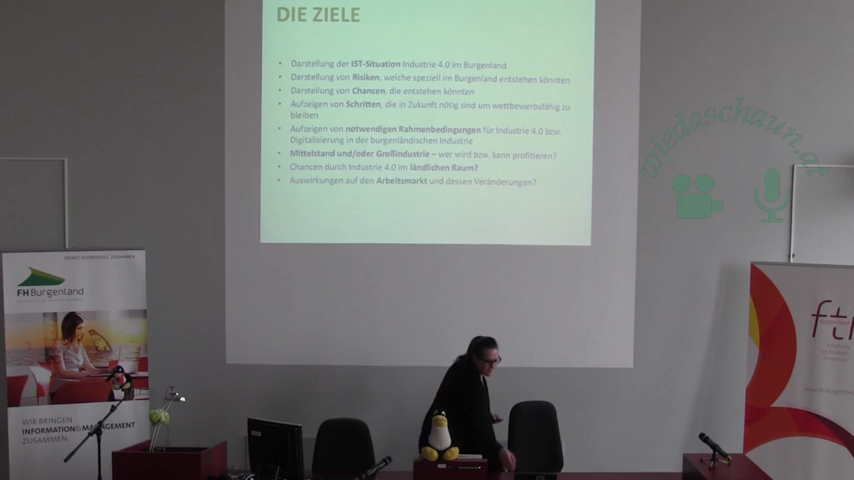 DIE ZIELE
• Darstellung der IST-Situation Industrie 4.0 im Burgenland
• Darstellung von Risiken, welche speziell im Burgenland entstehen könnten
• Darstellung von Chancen, die entstehen könnten
• Aufzeigen von Schritten, die in Zukunft nötig sind um wettbewerbsfähig zu
bleiben
• Aufzeigen von notwendigen Rahmenbedingungen für Industrie 4.0 bzw.
Digitalisierung in der burgenländischen Industrie
• Mittelstand und/oder Großindustrie – wer wird bzw. kann profitieren?
• Chancen durch Industrie 4.0 im ländlichen Raum?
• Auswirkungen auf den Arbeitsmarkt und dessen Veränderungen?
wiedaschaun.at
FH Burgenland
WIR BRINGEN
INFORMATION&MANAGEMENT
ZUSAMMEN.